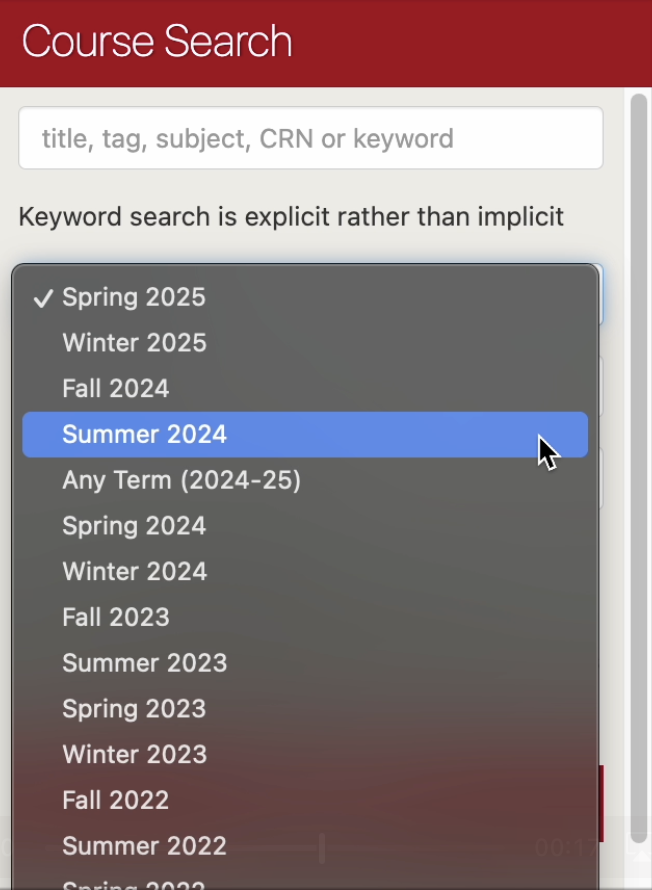 Course Search
title, tag, subject, CRN or keyword
Keyword search is explicit rather than implicit
✓ Spring 2025
Winter 2025
Fall 2024
Summer 2024
Any Term (2024-25)
Spring 2024
Winter 2024
Fall 2023
Summer 2023
Spring 2023
Winter 2023
Fall 2022
Summer 2022
Spring 2022